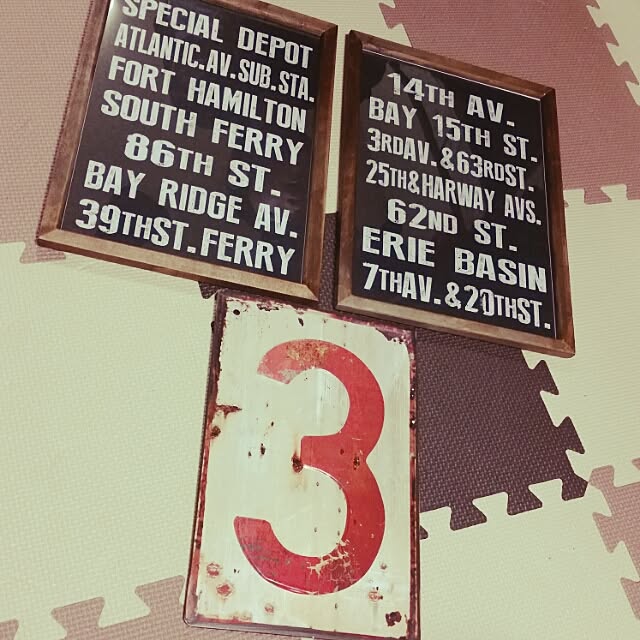 SPECIAL DEPOT
ATLANTIC.AV.SUB.STA.
FORT HAMILTON
SOUTH FERRY
86TH ST.
BAY RIDGE AV.
39THST.FERRY
14TH AV.
BAY 15TH ST.
3RDAV.&63RDST.
25TH&HARWAY AVS.
62ND ST.
ERIE BASIN
7THAV.&20THST.
3